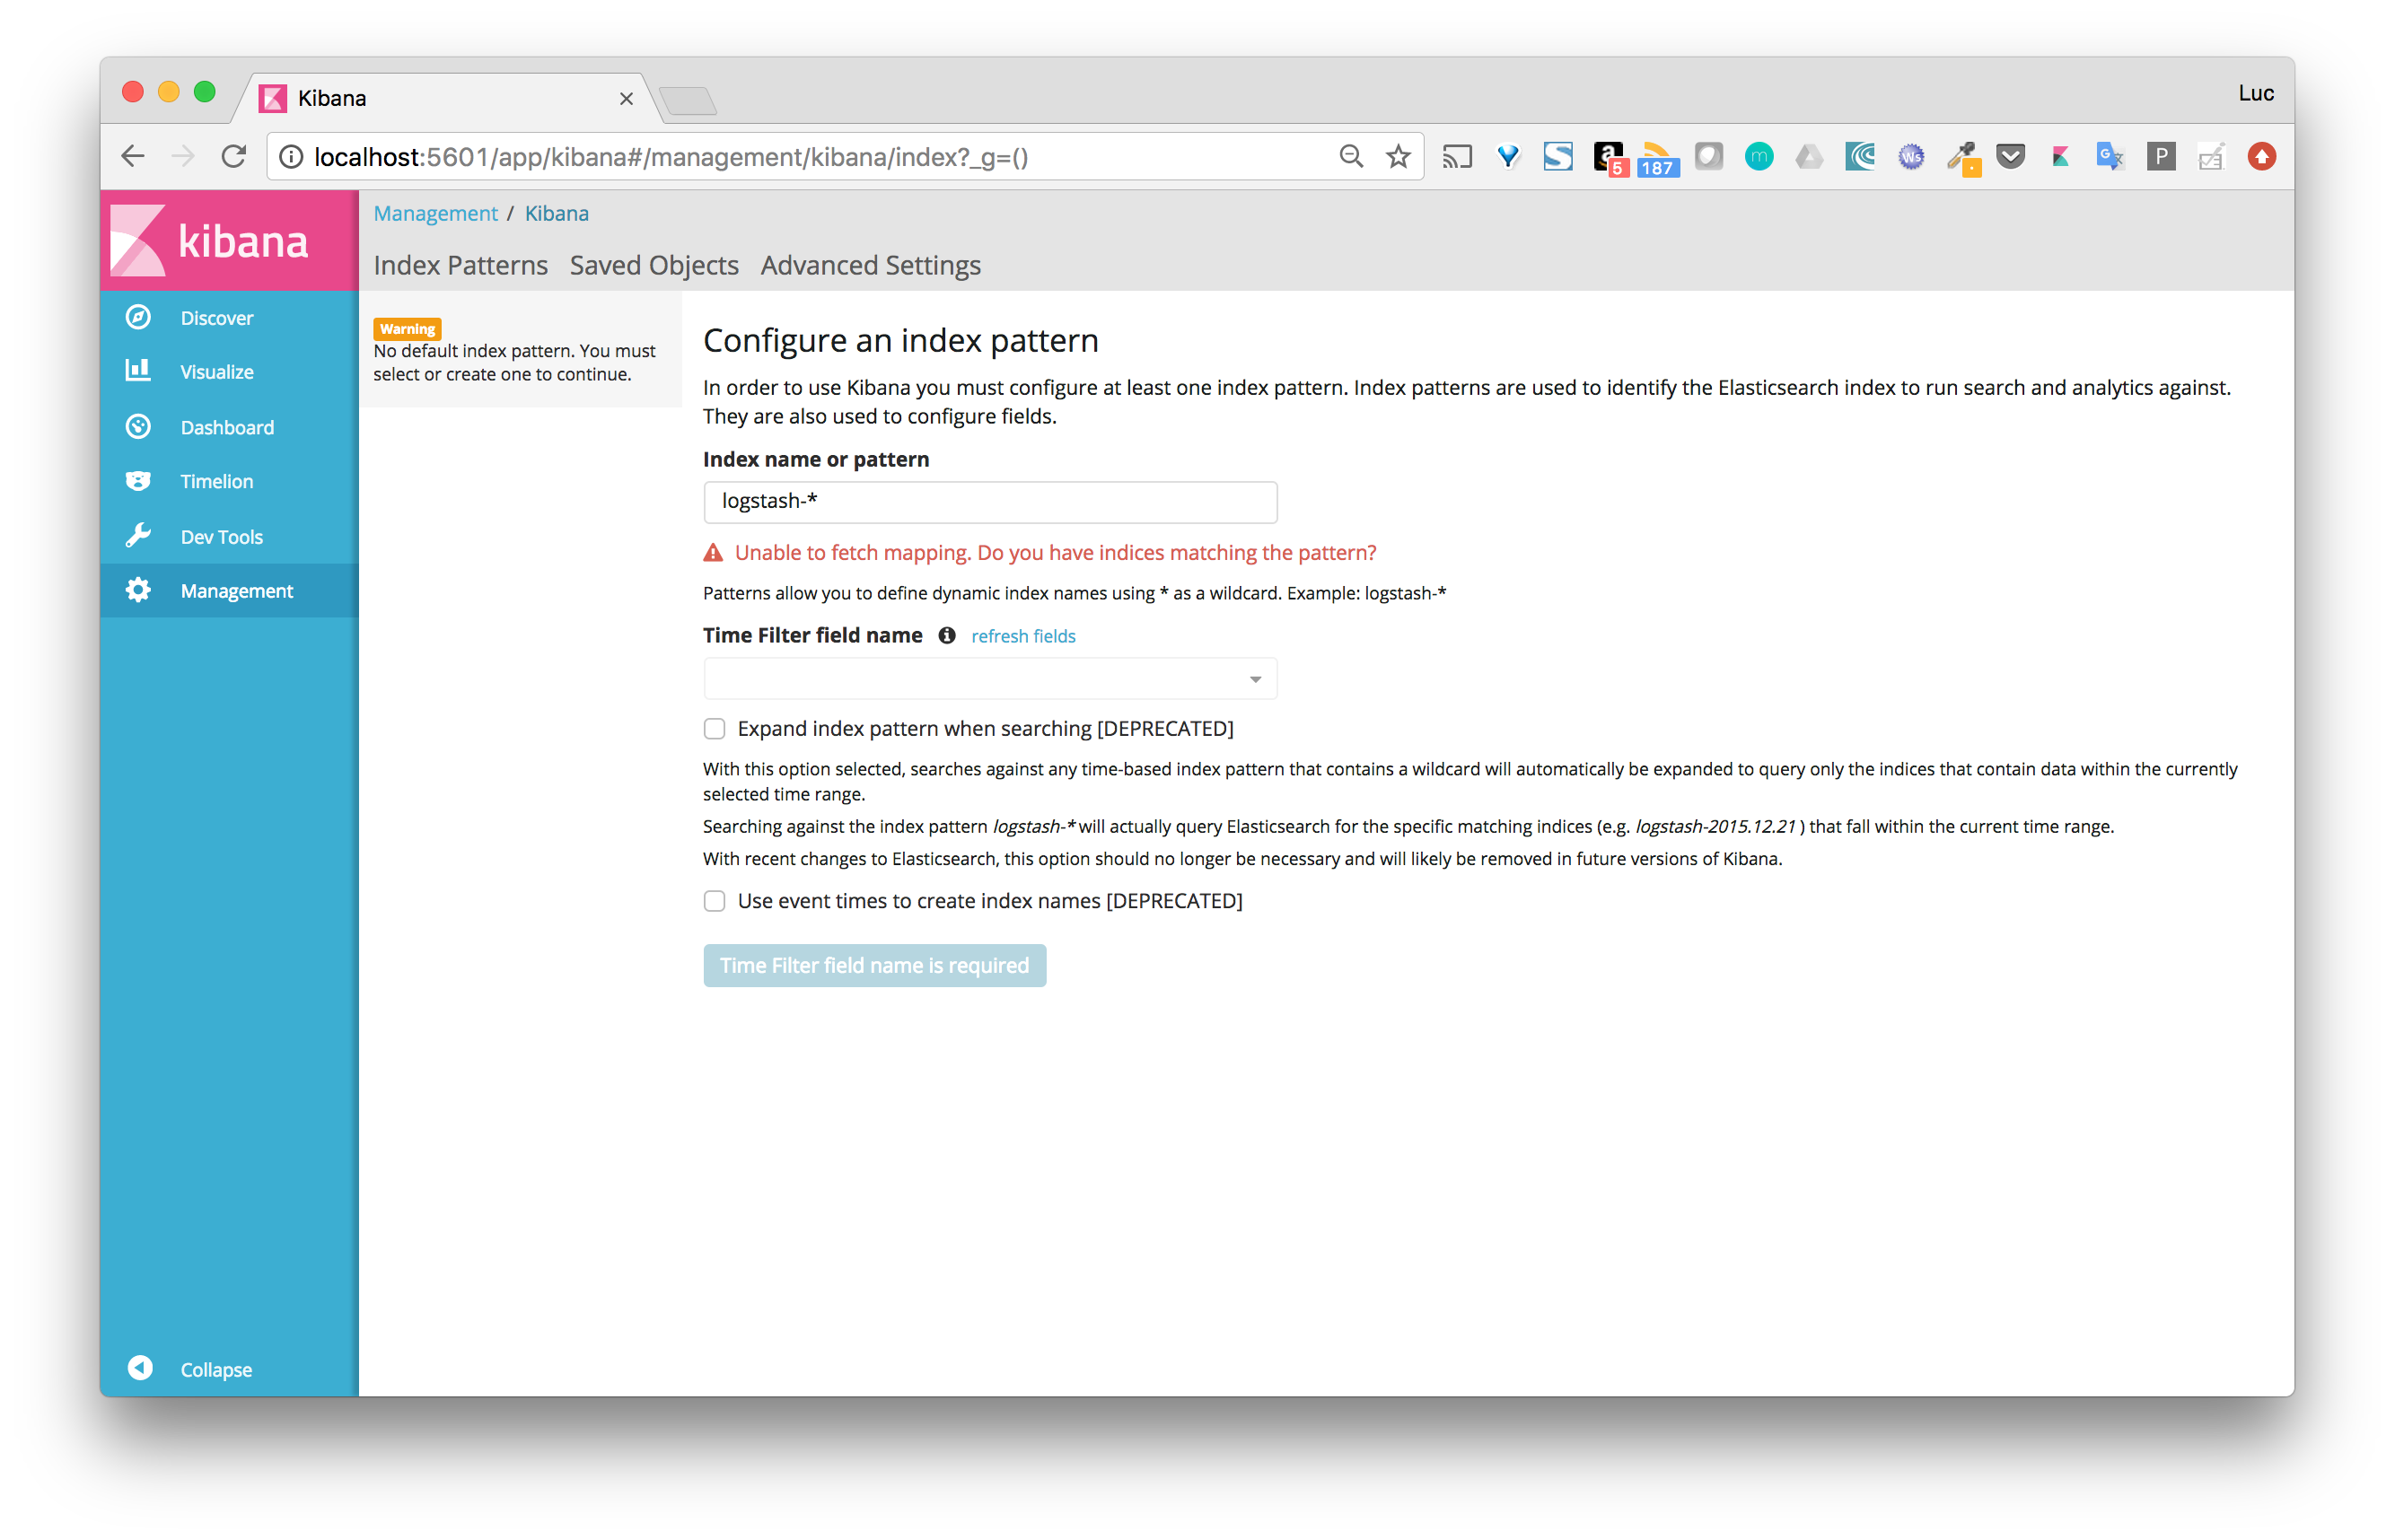 Kibana
Luc
localhost:5601/app/kibana#/management/kibana/index?_g=()
a 5
187
m
Ws
G
P
kibana
Management / Kibana
Index Patterns Saved Objects Advanced Settings
Discover
Visualize
Dashboard
Timelion
Dev Tools
Management
Collapse
Warning
No default index pattern. You must
select or create one to continue.
Configure an index pattern
In order to use Kibana you must configure at least one index pattern. Index patterns are used to identify the Elasticsearch index to run search and analytics against.
They are also used to configure fields.
Index name or pattern
logstash-*
Unable to fetch mapping. Do you have indices matching the pattern?
Patterns allow you to define dynamic index names using * as a wildcard. Example: logstash-*
Time Filter field name refresh fields
Expand index pattern when searching [DEPRECATED]
With this option selected, searches against any time-based index pattern that contains a wildcard will automatically be expanded to query only the indices that contain data within the currently
selected time range.
Searching against the index pattern logstash-* will actually query Elasticsearch for the specific matching indices (e.g. logstash-2015.12.21 ) that fall within the current time range.
With recent changes to Elasticsearch, this option should no longer be necessary and will likely be removed in future versions of Kibana.
Use event times to create index names [DEPRECATED]
Time Filter field name is required